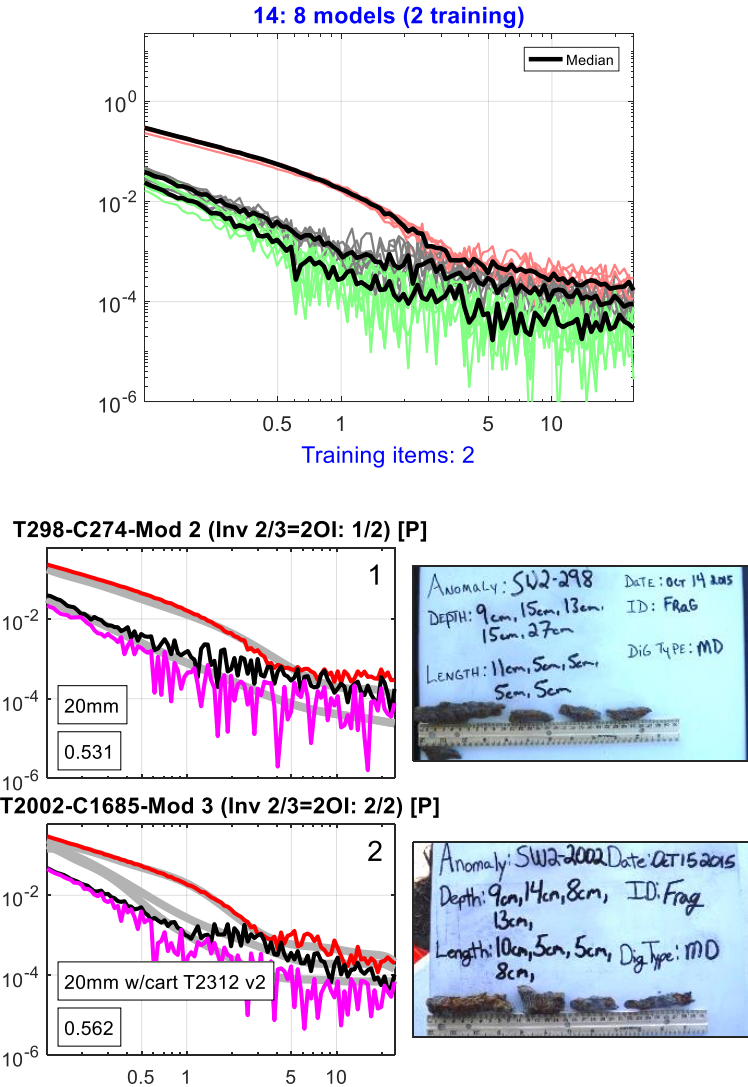 14: 8 models (2 training)
Median
10^0
10^-2
10^-4
10^-6
0.5 1 5 10
Training items: 2
T298-C274-Mod 2 (Inv 2/3=2OI: 1/2) [P]
1
10^-2
10^-4
10^-6
20mm
0.531
0.5 1 5 10
ANOMALY: SW2-298 DATE: OCT 14 2015
DEPTH: 9cm, 15cm, 13cm, ID: FRAG
15cm, 27cm
DIG TYPE: MD
LENGTH: 11cm, 5cm, 5cm,
5cm, 5cm
T2002-C1685-Mod 3 (Inv 2/3=2OI: 2/2) [P]
2
10^-2
10^-4
10^-6
20mm w/cart T2312 v2
0.562
0.5 1 5 10
Anomaly: SW2-2002 Date: OCT 15 2015
Depth: 9cm, 14cm, 8cm, ID: Frag
13cm,
Length: 10cm, 5cm, 5cm, Dig Type: MD
8cm,